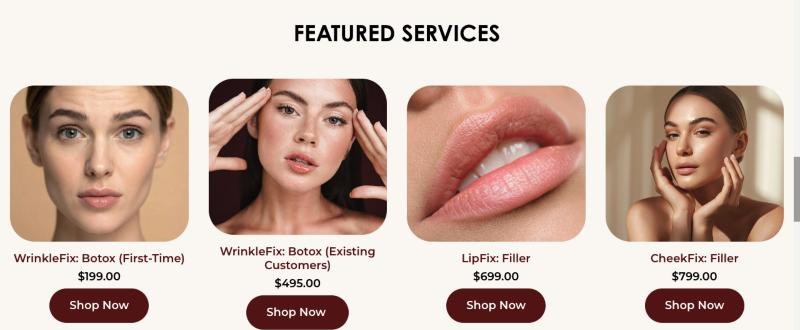 FEATURED SERVICES
WrinkleFix: Botox (First-Time)
$199.00
Shop Now
WrinkleFix: Botox (Existing
Customers)
$495.00
Shop Now
LipFix: Filler
$699.00
Shop Now
CheekFix: Filler
$799.00
Shop Now